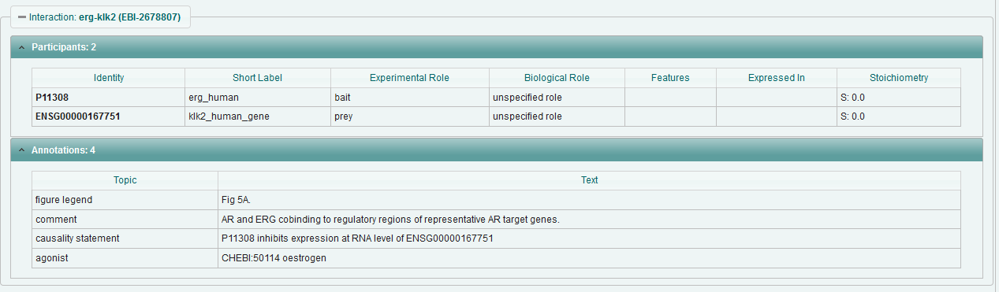 Interaction: erg-klk2 (EBI-2678807)
Participants: 2
Identity Short Label Experimental Role Biological Role Features Expressed In Stoichiometry
P11308 erg_human bait unspecified role S: 0.0
ENSG00000167751 klk2_human_gene prey unspecified role S: 0.0
Annotations: 4
Topic Text
figure legend Fig 5A.
comment AR and ERG cobinding to regulatory regions of representative AR target genes.
causality statement P11308 inhibits expression at RNA level of ENSG00000167751
agonist CHEBI:50114 oestrogen